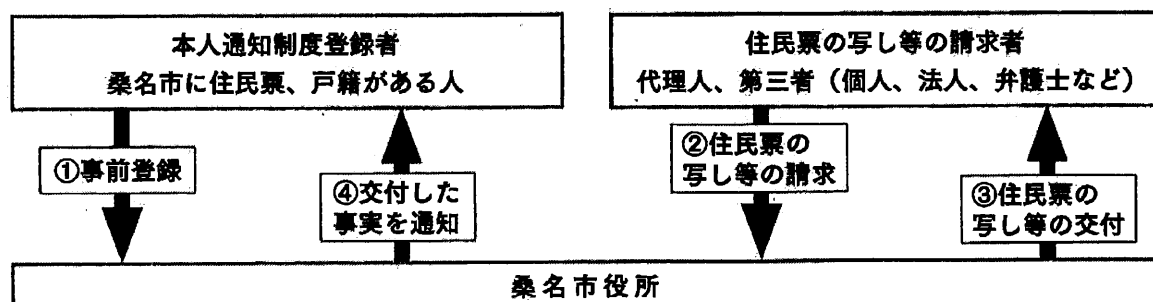 本人通知制度登録者
桑名市に住民票、戸籍がある人
住民票の写し等の請求者
代理人、第三者（個人、法人、弁護士など）
①事前登録
④交付した
事実を通知
②住民票の
写し等の請求
③住民票の
写し等の交付
桑名市役所